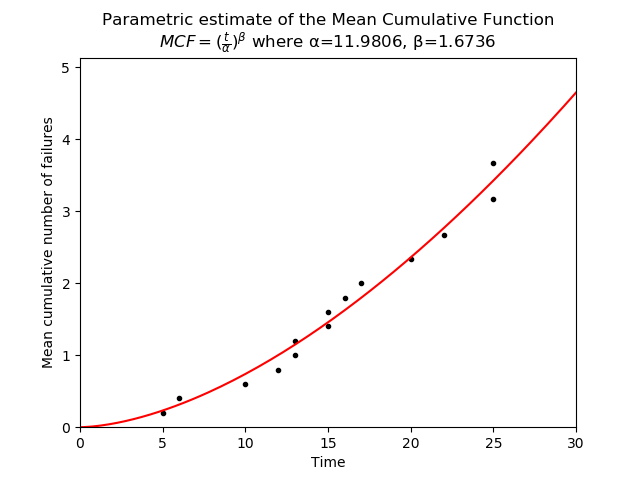 Parametric estimate of the Mean Cumulative Function
MCF = (t/α)^β where α=11.9806, β=1.6736
5
4
3
2
1
0
Mean cumulative number of failures
0 5 10 15 20 25 30
Time